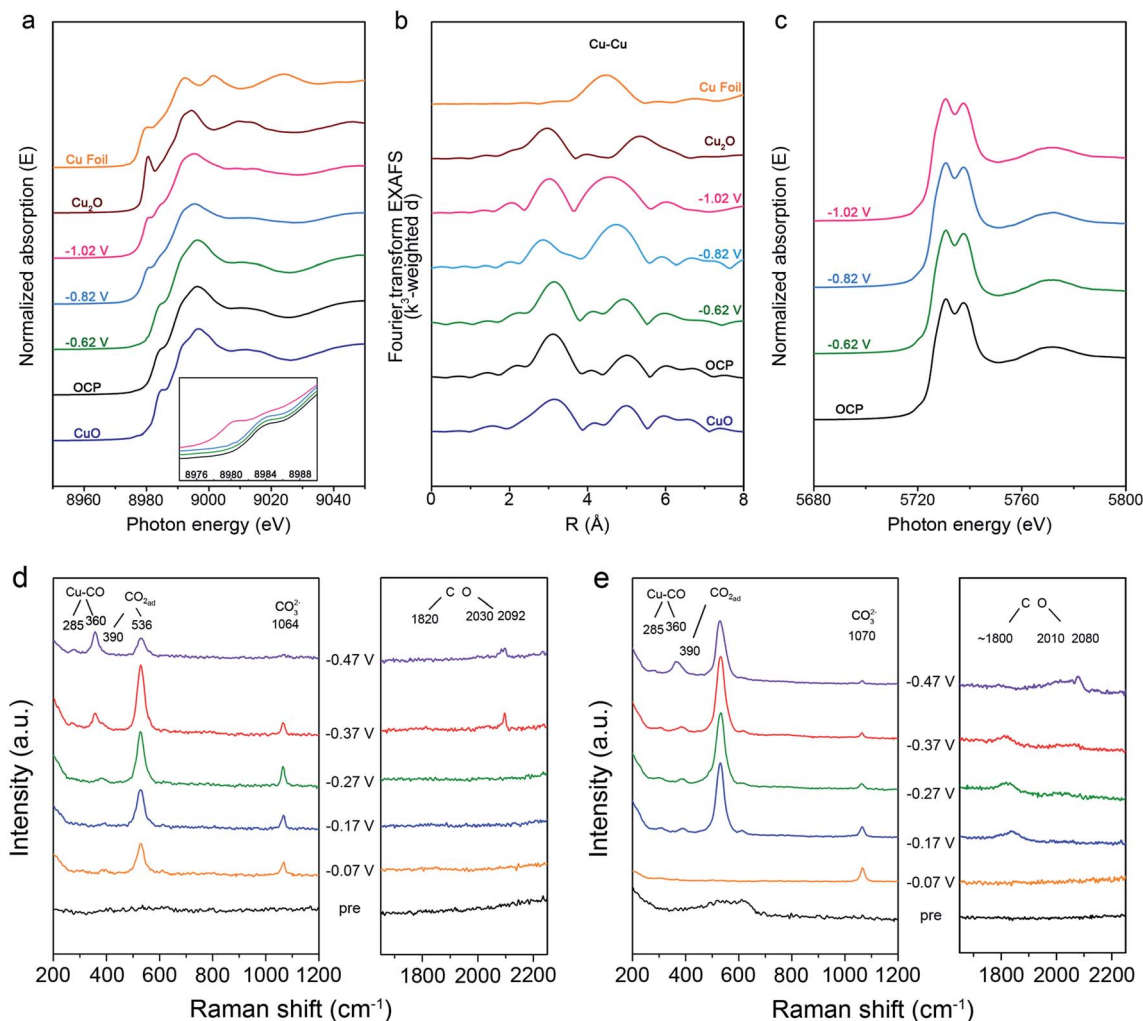 a
Normalized absorption (E)
Cu Foil
Cu₂O
-1.02 V
-0.82 V
-0.62 V
OCP
CuO
8976 8980 8984 8988
8960 8980 9000 9020 9040
Photon energy (eV)
b
Fourier transform EXAFS
(k³-weighted d)
Cu-Cu
Cu Foil
Cu₂O
-1.02 V
-0.82 V
-0.62 V
OCP
CuO
0 2 4 6 8
R (Å)
c
Normalized absorption (E)
-1.02 V
-0.82 V
-0.62 V
OCP
5680 5720 5760 5800
Photon energy (eV)
d
Intensity (a.u.)
Cu-CO
285 360
CO₂ad
390 536
CO₃²⁻
1064
C O
1820 2030 2092
-0.47 V
-0.37 V
-0.27 V
-0.17 V
-0.07 V
pre
200 400 600 800 1000 1200
1800 2000 2200
Raman shift (cm⁻¹)
e
Intensity (a.u.)
Cu-CO
285 360
CO₂ad
390
CO₃²⁻
1070
C O
~1800 2010 2080
-0.47 V
-0.37 V
-0.27 V
-0.17 V
-0.07 V
pre
200 400 600 800 1000 1200
1800 2000 2200
Raman shift (cm⁻¹)